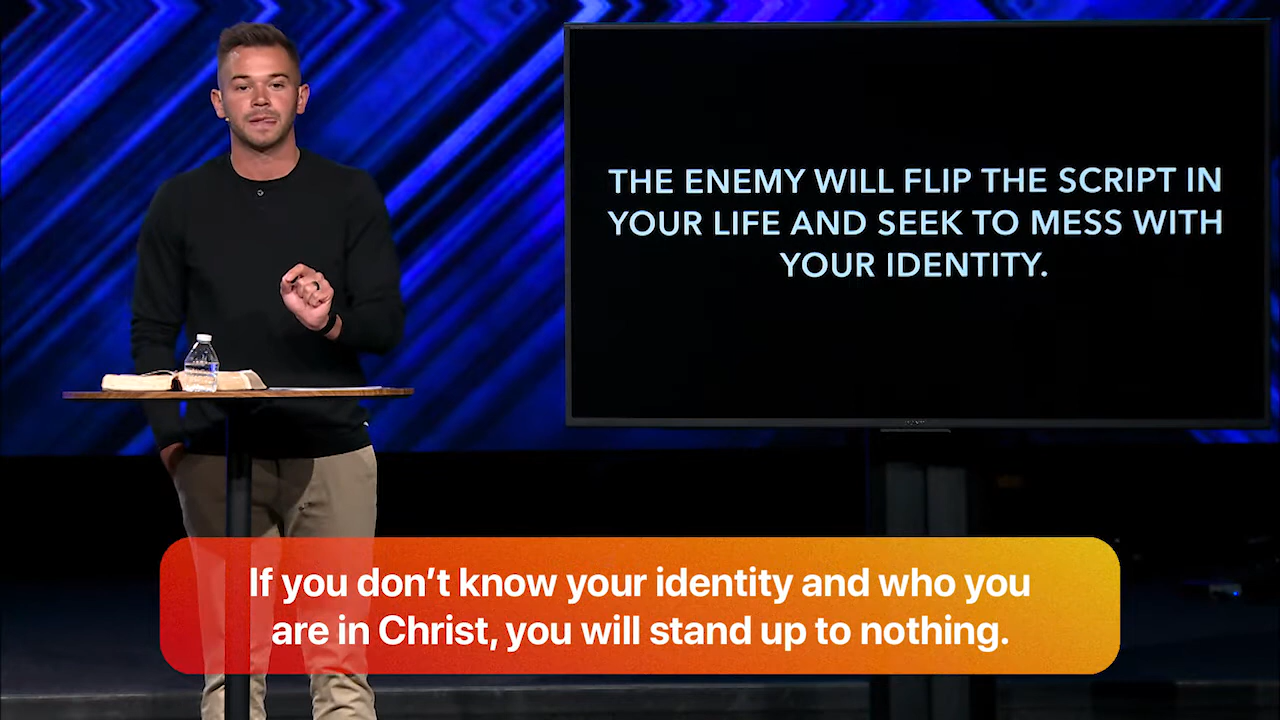 THE ENEMY WILL FLIP THE SCRIPT IN
YOUR LIFE AND SEEK TO MESS WITH
YOUR IDENTITY.
If you don’t know your identity and who you
are in Christ, you will stand up to nothing.